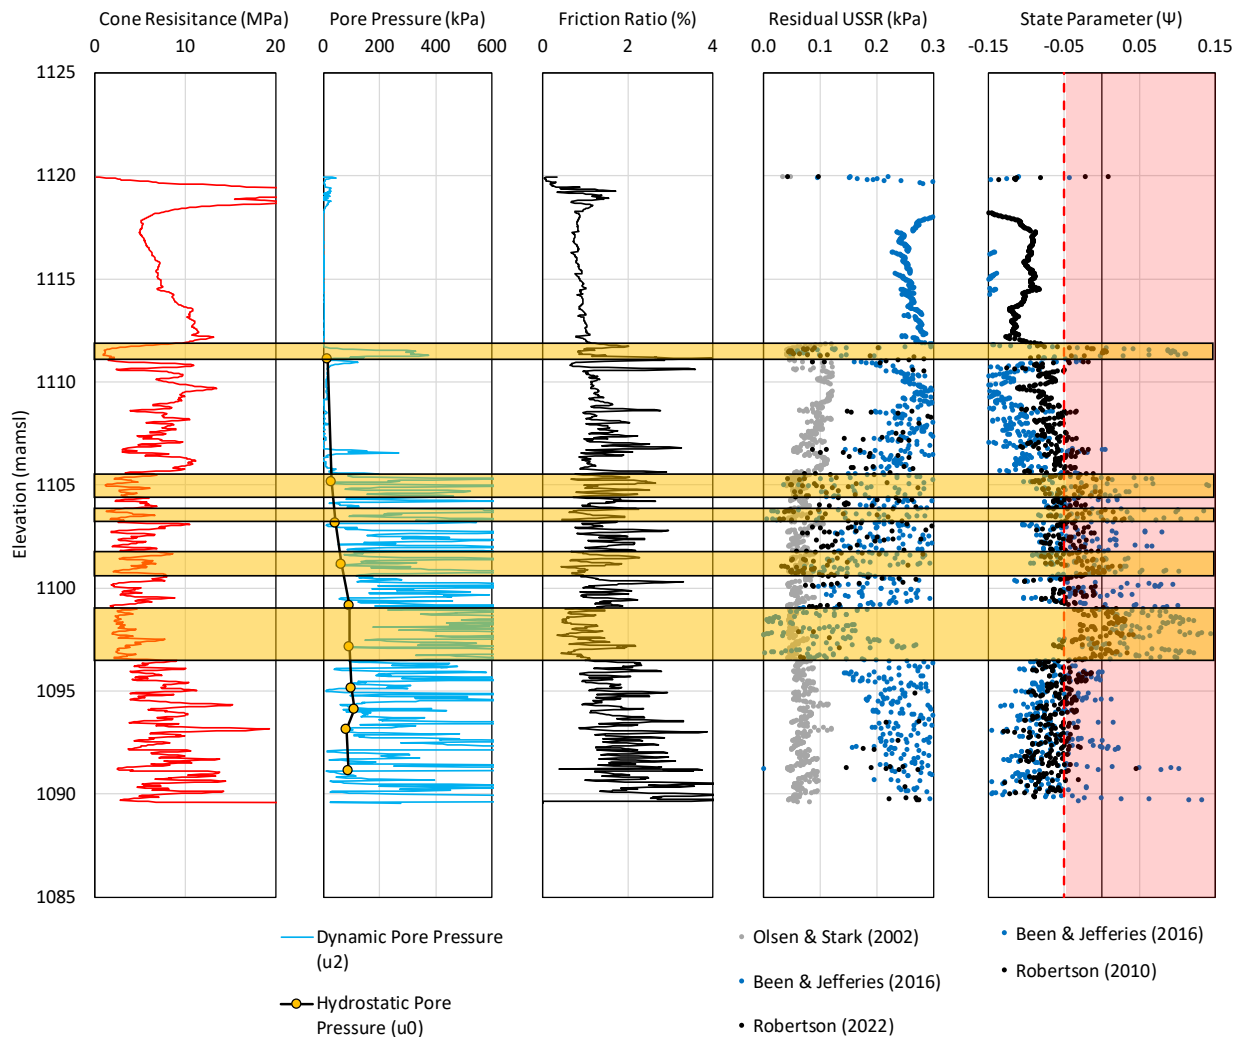 Cone Resisitance (MPa) Pore Pressure (kPa) Friction Ratio (%) Residual USSR (kPa) State Parameter (Ψ)
0 10 20 0 200 400 600 0 2 4 0.0 0.1 0.2 0.3 -0.15 -0.05 0.05 0.15
1125
1120
1115
1110
1105
1100
1095
1090
1085
Elevation (mamsl)
Dynamic Pore Pressure
(u2)
Hydrostatic Pore
Pressure (u0)
Olsen & Stark (2002)
Been & Jefferies (2016)
Robertson (2022)
Been & Jefferies (2016)
Robertson (2010)